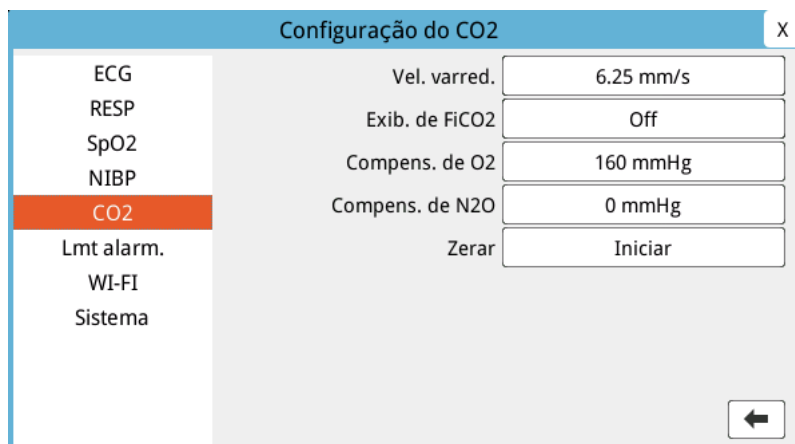 Configuração do CO2
X
ECG
RESP
SpO2
NIBP
CO2
Lmt alarm.
WI-FI
Sistema
Vel. varred. 6.25 mm/s
Exib. de FiCO2 Off
Compens. de O2 160 mmHg
Compens. de N2O 0 mmHg
Zerar Iniciar